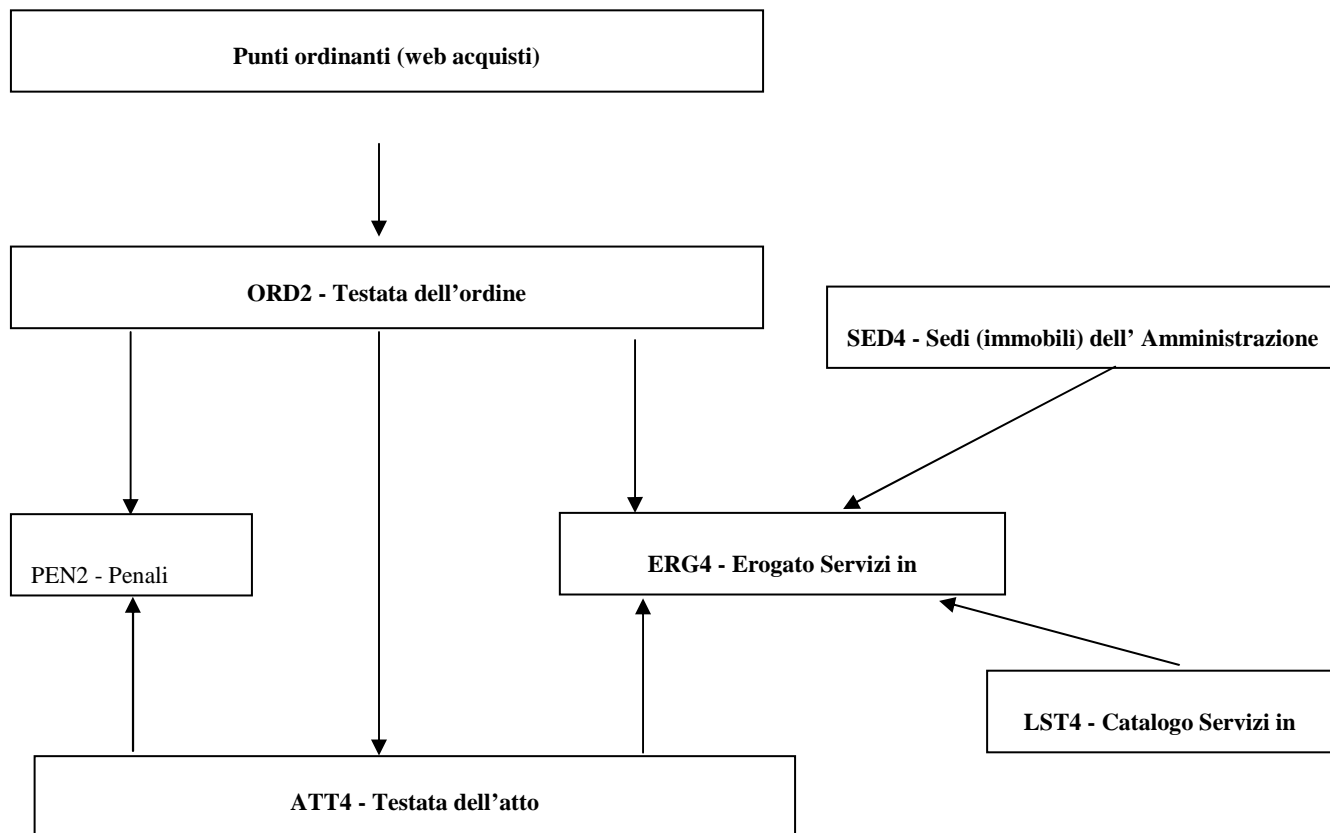 Punti ordinanti (web acquisti)
ORD2 - Testata dell’ordine
SED4 - Sedi (immobili) dell’ Amministrazione
PEN2 - Penali
ERG4 - Erogato Servizi in
LST4 - Catalogo Servizi in
ATT4 - Testata dell’atto